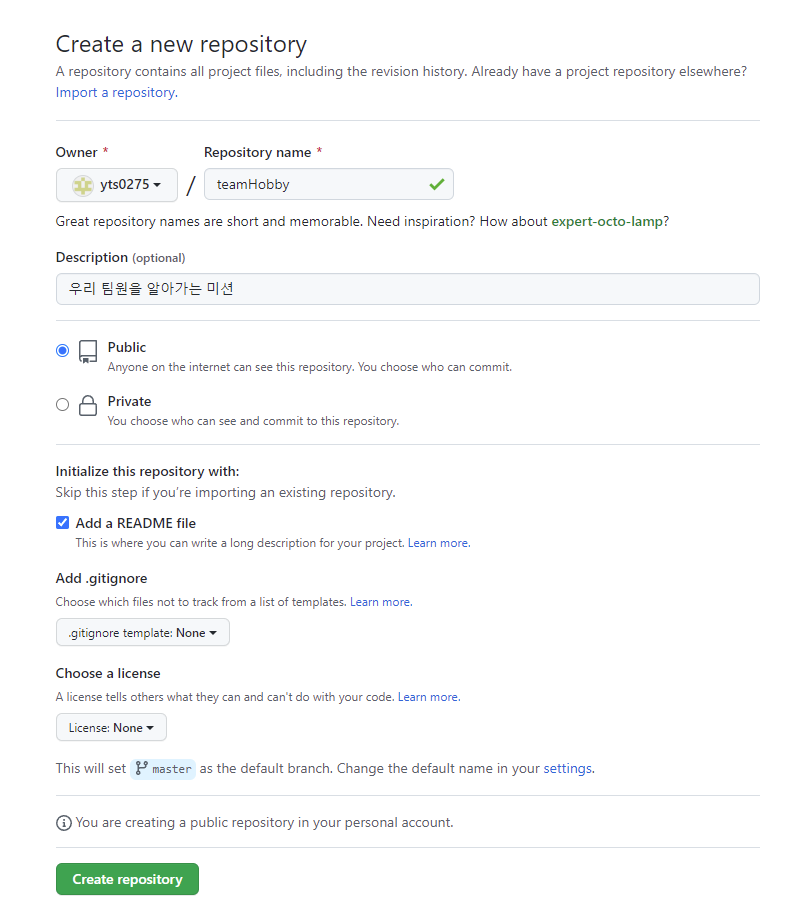 Create a new repository
A repository contains all project files, including the revision history. Already have a project repository elsewhere?
Import a repository.
Owner * Repository name *
yts0275 / teamHobby
Great repository names are short and memorable. Need inspiration? How about expert-octo-lamp?
Description (optional)
우리 팀원을 알아가는 미션
Public
Anyone on the internet can see this repository. You choose who can commit.
Private
You choose who can see and commit to this repository.
Initialize this repository with:
Skip this step if you're importing an existing repository.
Add a README file
This is where you can write a long description for your project. Learn more.
Add .gitignore
Choose which files not to track from a list of templates. Learn more.
.gitignore template: None
Choose a license
A license tells others what they can and can't do with your code. Learn more.
License: None
This will set master as the default branch. Change the default name in your settings.
You are creating a public repository in your personal account.
Create repository